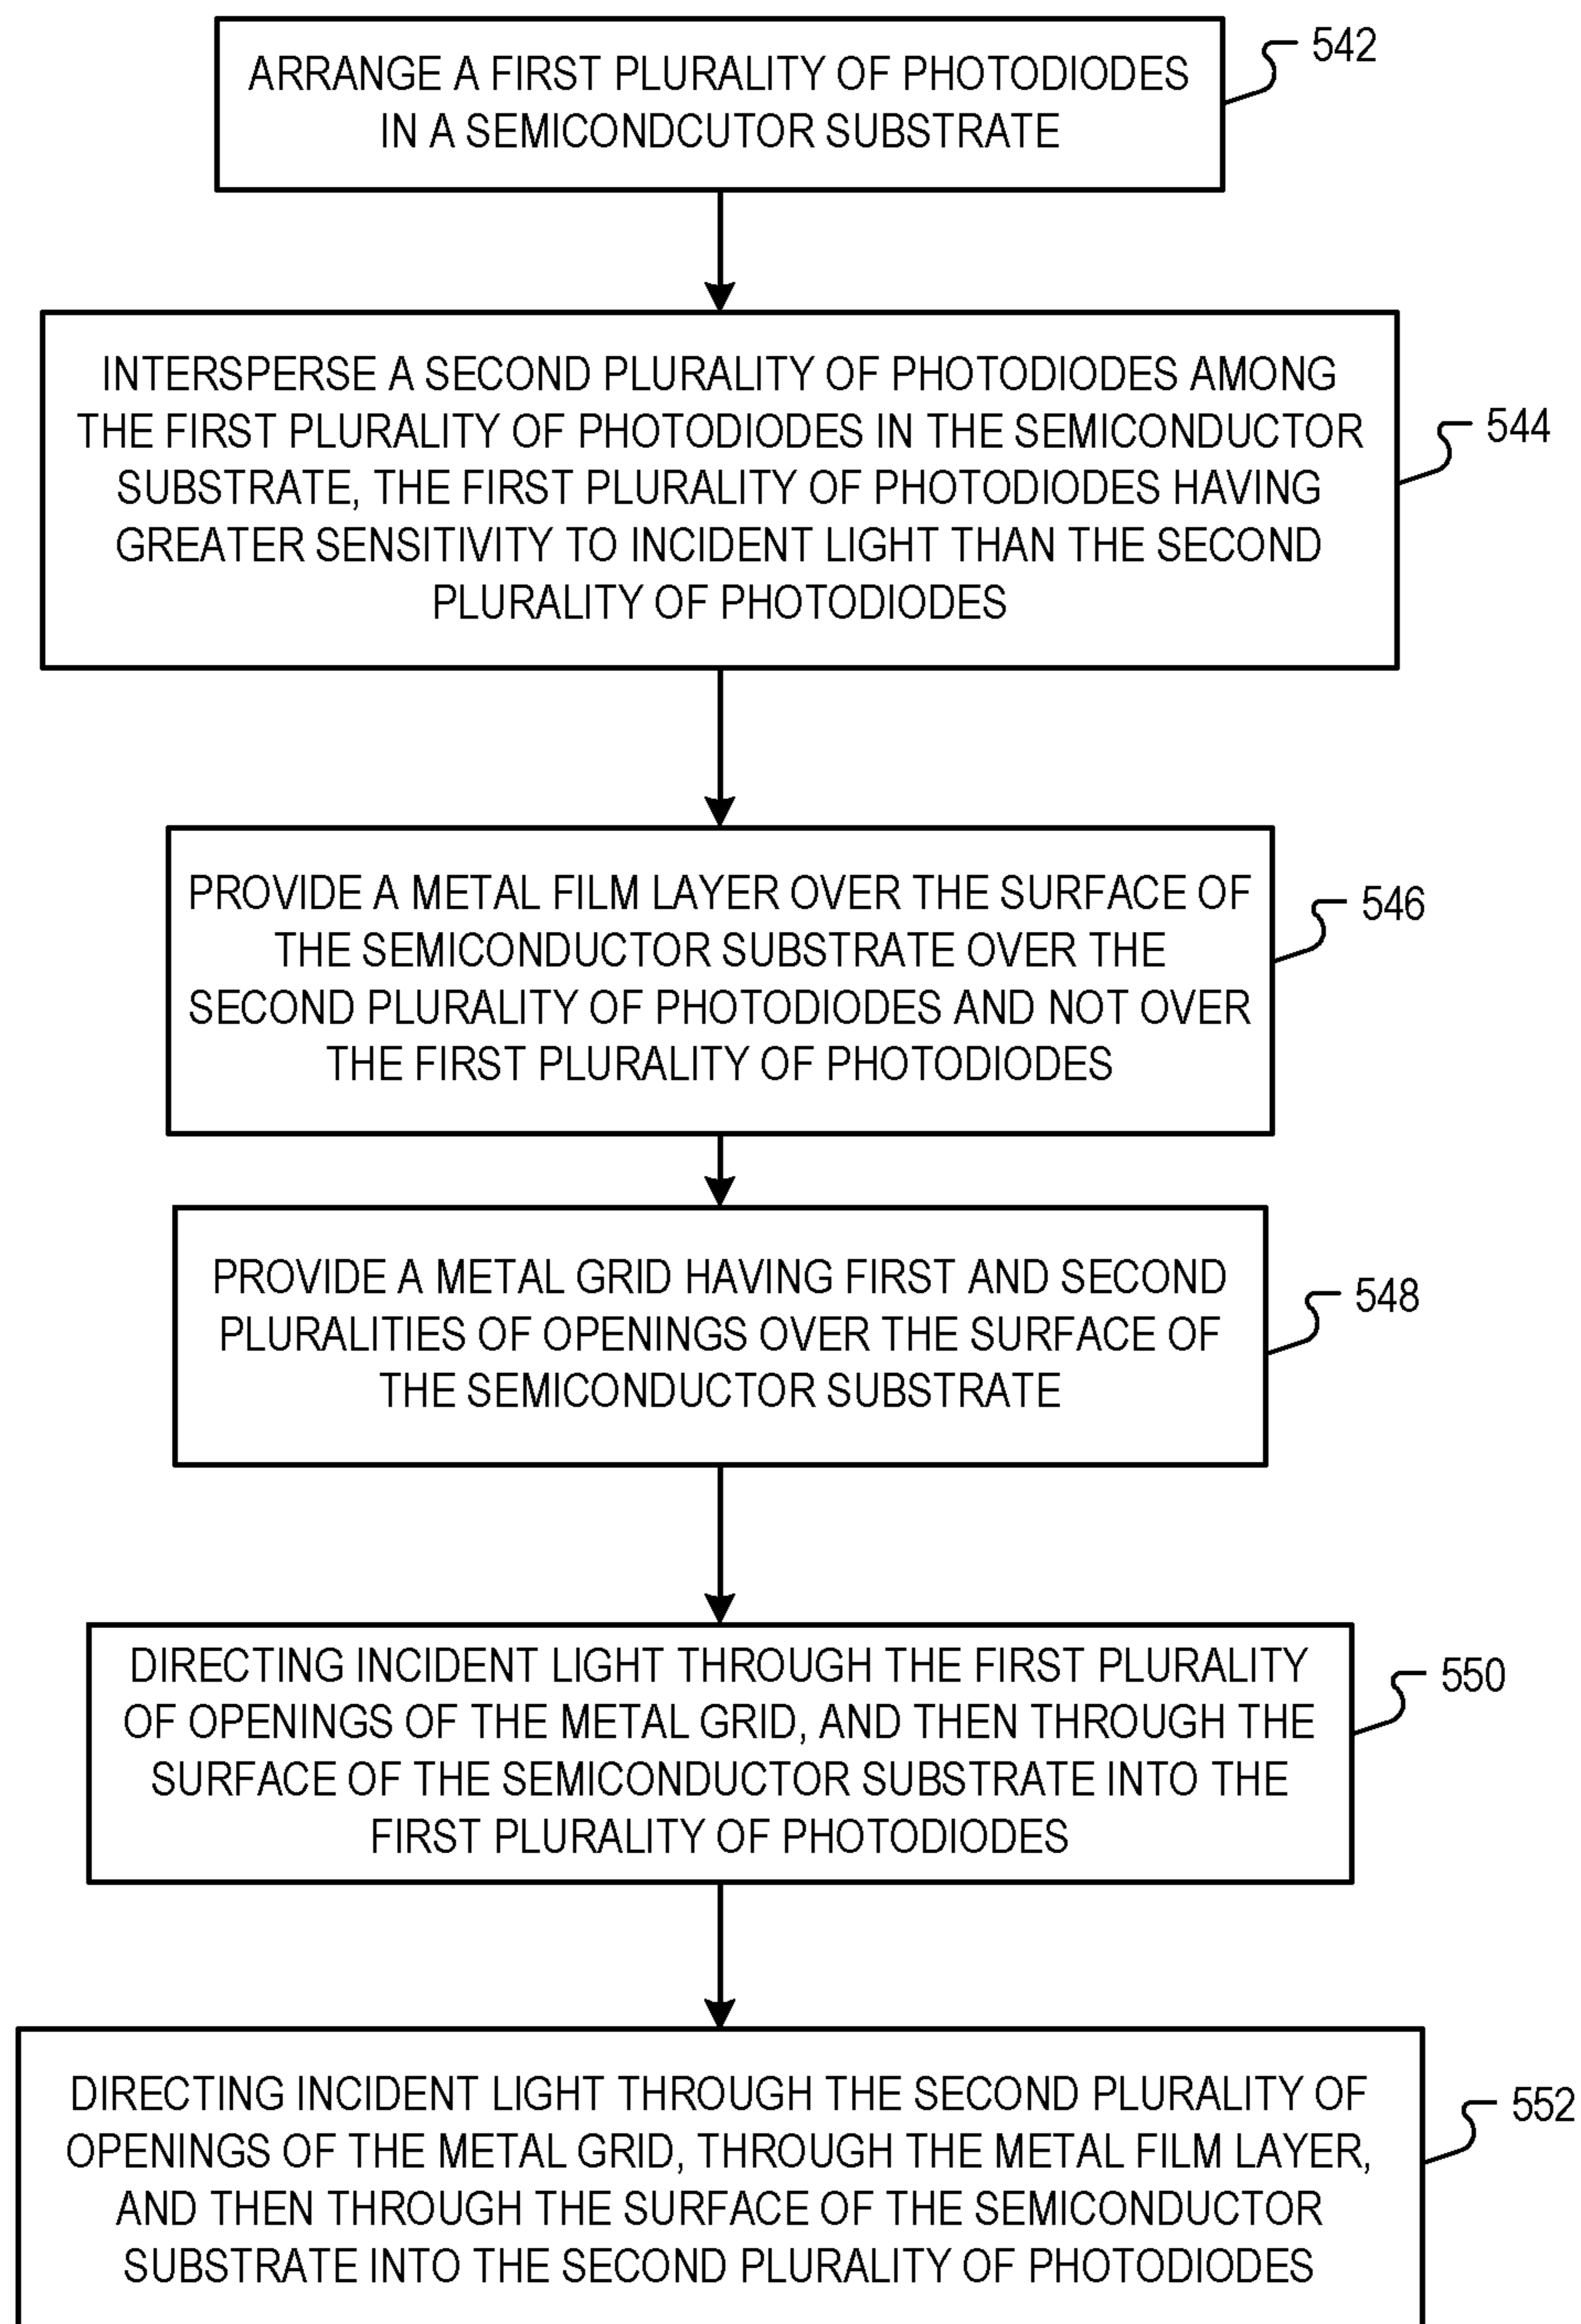 ARRANGE A FIRST PLURALITY OF PHOTODIODES
IN A SEMICONDCUTOR SUBSTRATE
542
INTERSPERSE A SECOND PLURALITY OF PHOTODIODES AMONG
THE FIRST PLURALITY OF PHOTODIODES IN THE SEMICONDUCTOR
SUBSTRATE, THE FIRST PLURALITY OF PHOTODIODES HAVING
GREATER SENSITIVITY TO INCIDENT LIGHT THAN THE SECOND
PLURALITY OF PHOTODIODES
544
PROVIDE A METAL FILM LAYER OVER THE SURFACE OF
THE SEMICONDUCTOR SUBSTRATE OVER THE
SECOND PLURALITY OF PHOTODIODES AND NOT OVER
THE FIRST PLURALITY OF PHOTODIODES
546
PROVIDE A METAL GRID HAVING FIRST AND SECOND
PLURALITIES OF OPENINGS OVER THE SURFACE OF
THE SEMICONDUCTOR SUBSTRATE
548
DIRECTING INCIDENT LIGHT THROUGH THE FIRST PLURALITY
OF OPENINGS OF THE METAL GRID, AND THEN THROUGH THE
SURFACE OF THE SEMICONDUCTOR SUBSTRATE INTO THE
FIRST PLURALITY OF PHOTODIODES
550
DIRECTING INCIDENT LIGHT THROUGH THE SECOND PLURALITY OF
OPENINGS OF THE METAL GRID, THROUGH THE METAL FILM LAYER,
AND THEN THROUGH THE SURFACE OF THE SEMICONDUCTOR
SUBSTRATE INTO THE SECOND PLURALITY OF PHOTODIODES
552